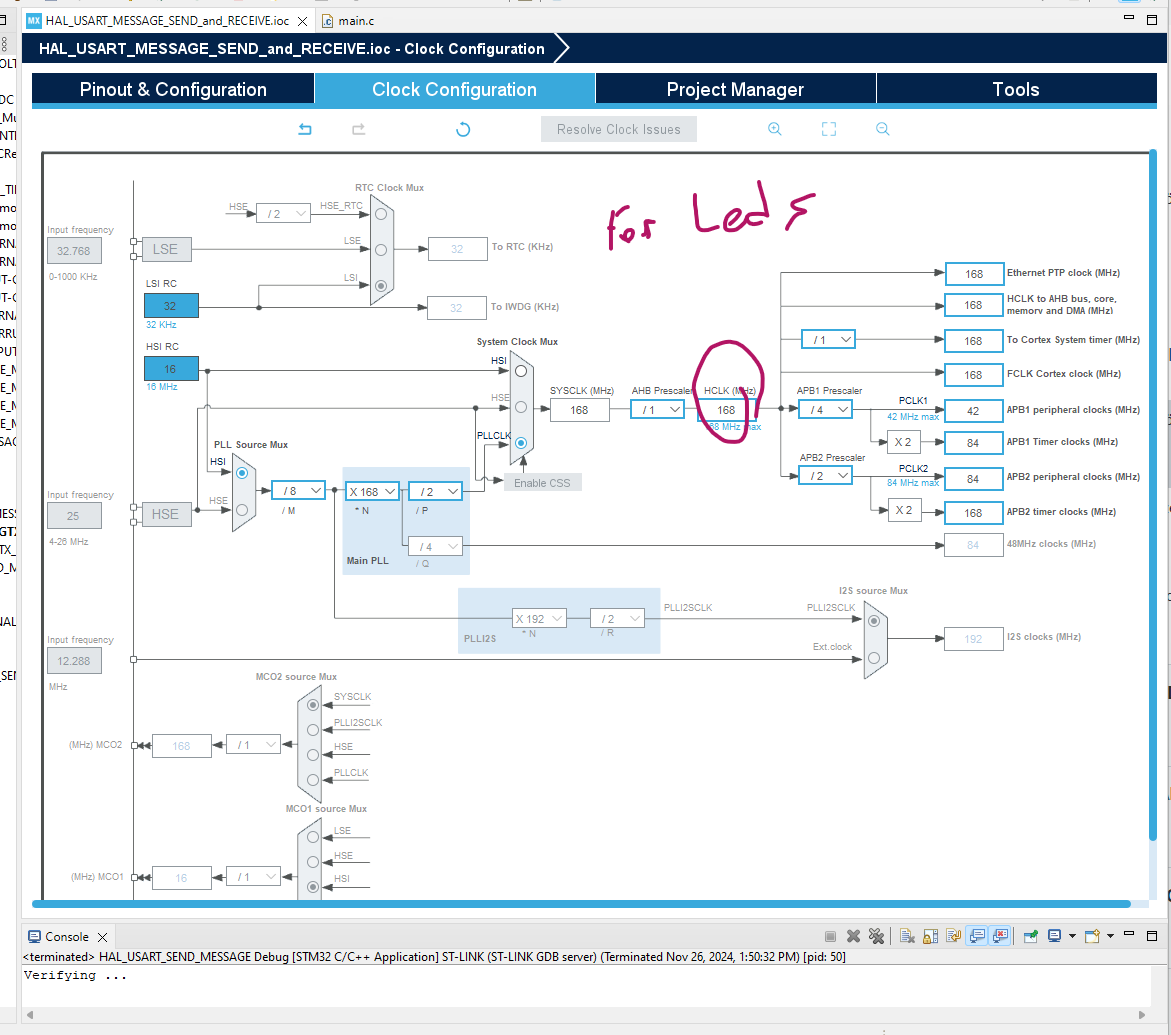 MX HAL_USART_MESSAGE_SEND_and_RECEIVE.ioc
main.c
HAL_USART_MESSAGE_SEND_and_RECEIVE.ioc - Clock Configuration
Pinout & Configuration
Clock Configuration
Project Manager
Tools
Resolve Clock Issues
For Leds
RTC Clock Mux
HSE
/ 2
HSE_RTC
Input frequency
32.768
0-1000 KHz
LSE
LSE
32
To RTC (KHz)
LSI RC
32
32 KHz
LSI
32
To IWDG (KHz)
HSI RC
16
16 MHz
System Clock Mux
HSI
HSE
PLLCLK
SYSCLK (MHz)
168
AHB Prescaler
/ 1
HCLK (MHz)
168
168 MHz max
168
Ethernet PTP clock (MHz)
168
HCLK to AHB bus, core,
memory and DMA (MHz)
/ 1
168
To Cortex System timer (MHz)
168
FCLK Cortex clock (MHz)
APB1 Prescaler
/ 4
PCLK1
42 MHz max
42
APB1 peripheral clocks (MHz)
X 2
84
APB1 Timer clocks (MHz)
APB2 Prescaler
/ 2
PCLK2
84 MHz max
84
APB2 peripheral clocks (MHz)
X 2
168
APB2 timer clocks (MHz)
84
48MHz clocks (MHz)
Enable CSS
PLL Source Mux
HSI
HSE
Input frequency
25
4-26 MHz
HSE
/ 8
/ M
X 168
* N
/ 2
/ P
/ 4
/ Q
Main PLL
X 192
* N
/ 2
/ R
PLLI2S
PLLI2SCLK
I2S source Mux
PLLI2SCLK
Ext.clock
192
I2S clocks (MHz)
Input frequency
12.288
MHz
MCO2 source Mux
SYSCLK
PLLI2SCLK
HSE
PLLCLK
(MHz) MCO2
168
/ 1
MCO1 source Mux
LSE
HSE
HSI
(MHz) MCO1
16
/ 1
Console
<terminated> HAL_USART_SEND_MESSAGE Debug [STM32 C/C++ Application] ST-LINK (ST-LINK GDB server) (Terminated Nov 26, 2024, 1:50:32 PM) [pid: 50]
Verifying ...